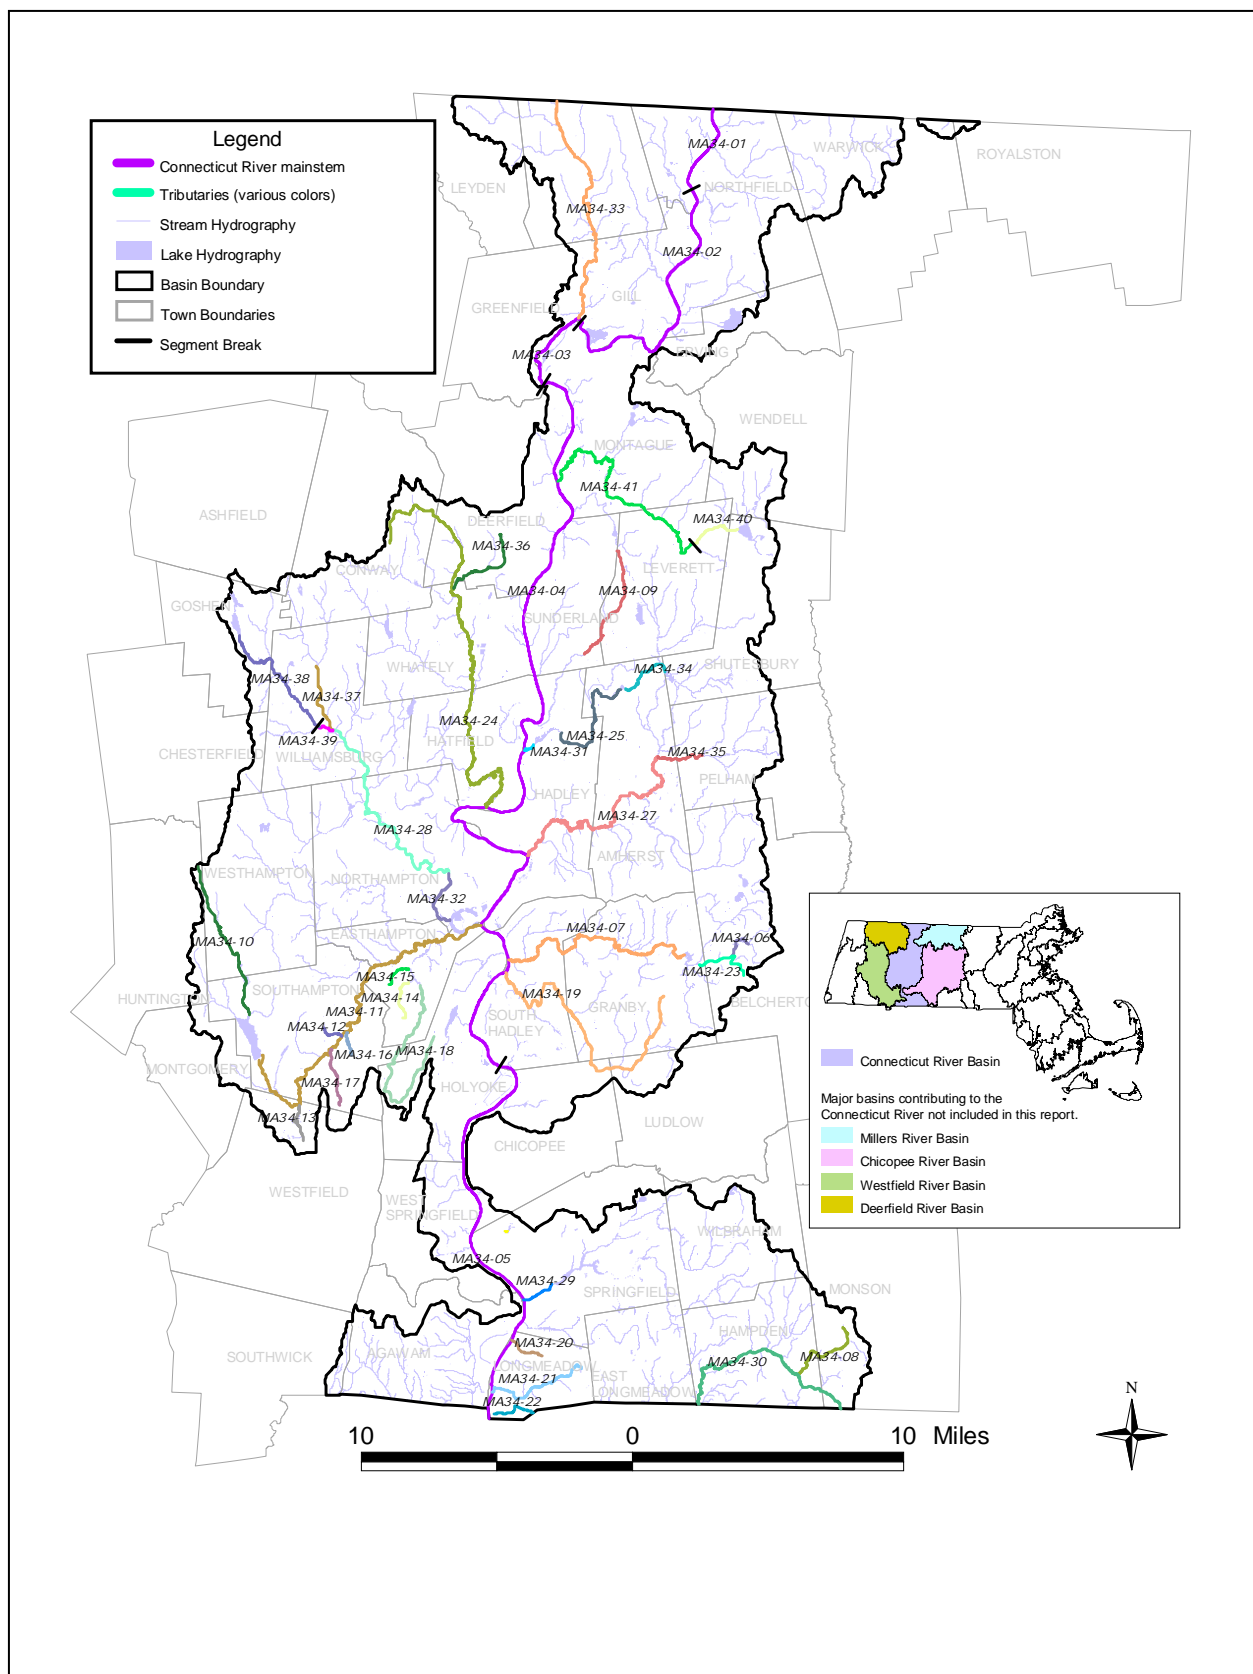 Legend
Connecticut River mainstem
Tributaries (various colors)
Stream Hydrography
Lake Hydrography
Basin Boundary
Town Boundaries
Segment Break
MA34-01
WARWICK
ROYALSTON
LEYDEN
NORTHFIELD
MA34-33
MA34-02
GILL
GREENFIELD
MA34-03
ERVING
WENDELL
MONTAGUE
MA34-41
ASHFIELD
DEERFIELD
MA34-40
MA34-36
CONWAY
LEVERETT
MA34-04
MA34-09
GOSHEN
SUNDERLAND
WHATELY
MA34-34
SHUTESBURY
MA34-38
MA34-37
MA34-24
MA34-25
MA34-39
HATFIELD
MA34-31
MA34-35
CHESTERFIELD
WILLIAMSBURG
PELHAM
HADLEY
MA34-27
MA34-28
AMHERST
WESTHAMPTON
NORTHAMPTON
MA34-32
MA34-07
EASTHAMPTON
MA34-10
MA34-06
MA34-23
MA34-15
SOUTHAMPTON
MA34-14
MA34-19
HUNTINGTON
MA34-11
GRANBY
BELCHERTO
SOUTH
HADLEY
MA34-12
MA34-16
MA34-18
MONTGOMERY
MA34-17
HOLYOKE
MA34-13
LUDLOW
CHICOPEE
WESTFIELD
WEST
SPRINGFIELD
WILBRAHAM
MA34-05
MA34-29
SPRINGFIELD
MONSON
HAMPDEN
MA34-20
SOUTHWICK
AGAWAM
LONGMEADOW
MA34-30
MA34-08
MA34-21
EAST
LONGMEADOW
MA34-22
Connecticut River Basin
Major basins contributing to the
Connecticut River not included in this report.
Millers River Basin
Chicopee River Basin
Westfield River Basin
Deerfield River Basin
N
10 0 10 Miles